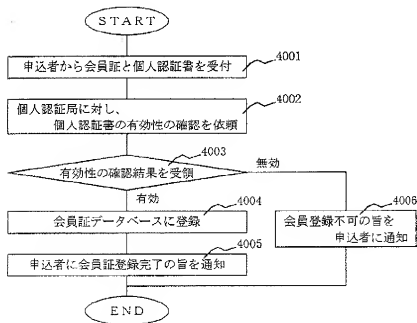 START
申込者から会員証と個人認証書を受付
4001
個人認証局に対し、
個人認証書の有効性の確認を依頼
4002
有効性の確認結果を受領
4003
無効
有効
会員証データベースに登録
4004
会員登録不可の旨を
申込者に通知
4006
申込者に会員証登録完了の旨を通知
4005
END